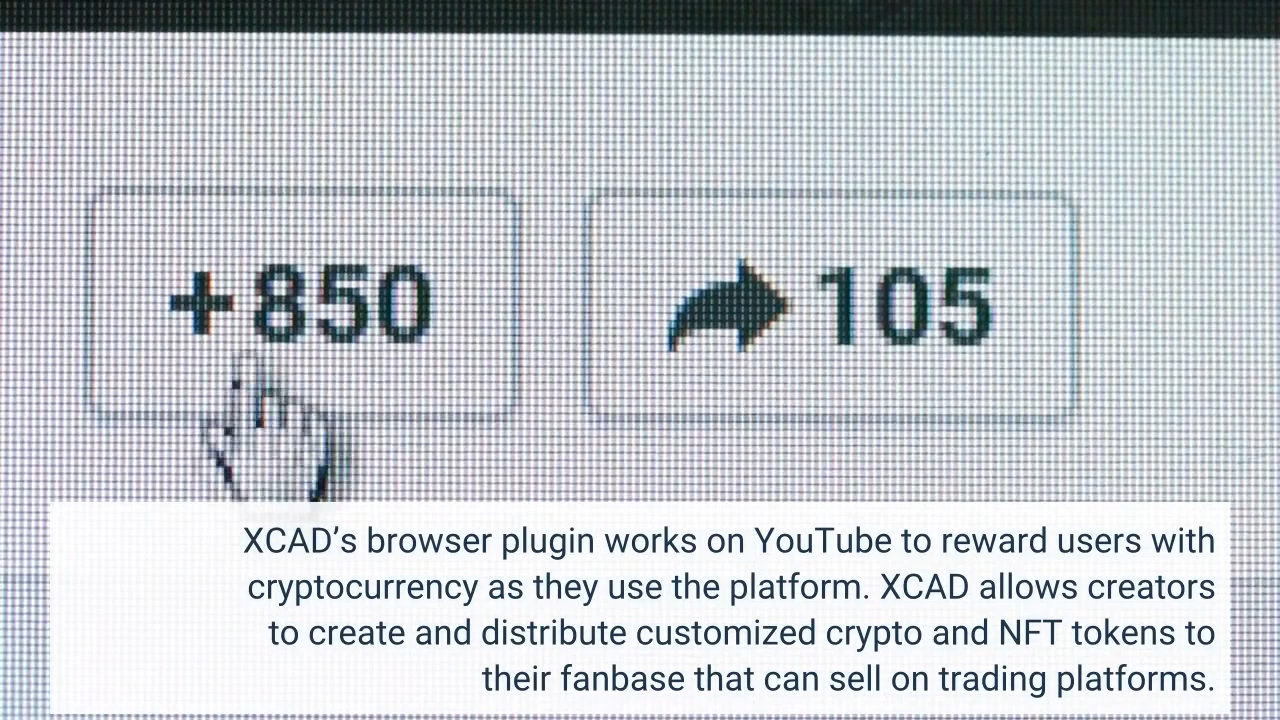 +850
105
XCAD’s browser plugin works on YouTube to reward users with
cryptocurrency as they use the platform. XCAD allows creators
to create and distribute customized crypto and NFT tokens to
their fanbase that can sell on trading platforms.